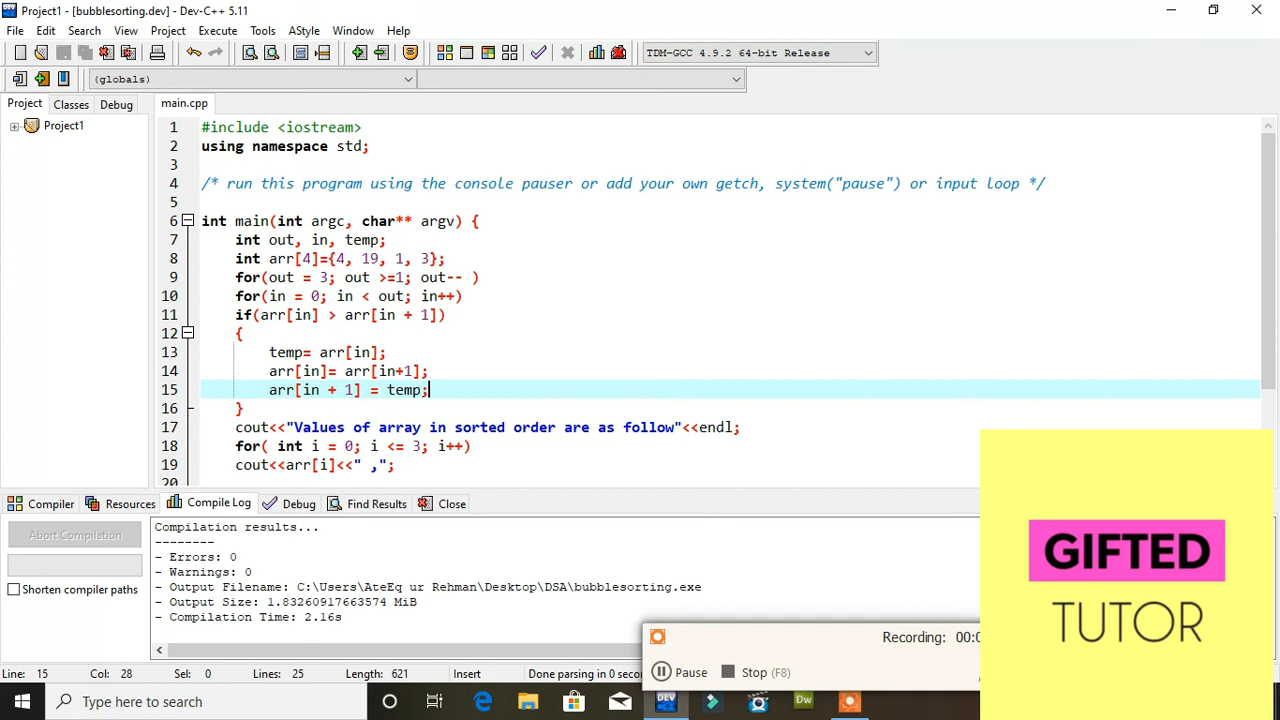 Project1 - [bubblesorting.dev] - Dev-C++ 5.11
File Edit Search View Project Execute Tools AStyle Window Help
TDM-GCC 4.9.2 64-bit Release
(globals)
Project Classes Debug
main.cpp
Project1
1 #include <iostream>
2 using namespace std;
3
4 /* run this program using the console pauser or add your own getch, system("pause") or input loop */
5
6 int main(int argc, char** argv) {
7 int out, in, temp;
8 int arr[4]={4, 19, 1, 3};
9 for(out = 3; out >=1; out-- )
10 for(in = 0; in < out; in++)
11 if(arr[in] > arr[in + 1])
12 {
13 temp= arr[in];
14 arr[in]= arr[in+1];
15 arr[in + 1] = temp;
16 }
17 cout<<"Values of array in sorted order are as follow"<<endl;
18 for( int i = 0; i <= 3; i++)
19 cout<<arr[i]<<" ,";
20
Compiler Resources Compile Log Debug Find Results Close
Abort Compilation
Shorten compiler paths
Compilation results...
--------
- Errors: 0
- Warnings: 0
- Output Filename: C:\Users\AteEq ur Rehman\Desktop\DSA\bubblesorting.exe
- Output Size: 1.83260917663574 MiB
- Compilation Time: 2.16s
Recording: 00:0
Pause Stop (F8)
GIFTED
TUTOR
Line: 15 Col: 28 Sel: 0 Lines: 25 Length: 621 Insert Done parsing in 0 seco
Type here to search
DEV
Dw